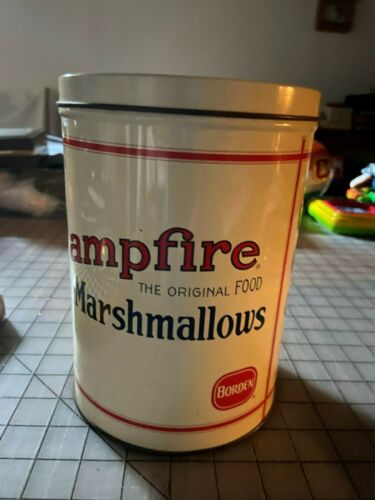 ampfire®
THE ORIGINAL FOOD
Marshmallows
BORDEN